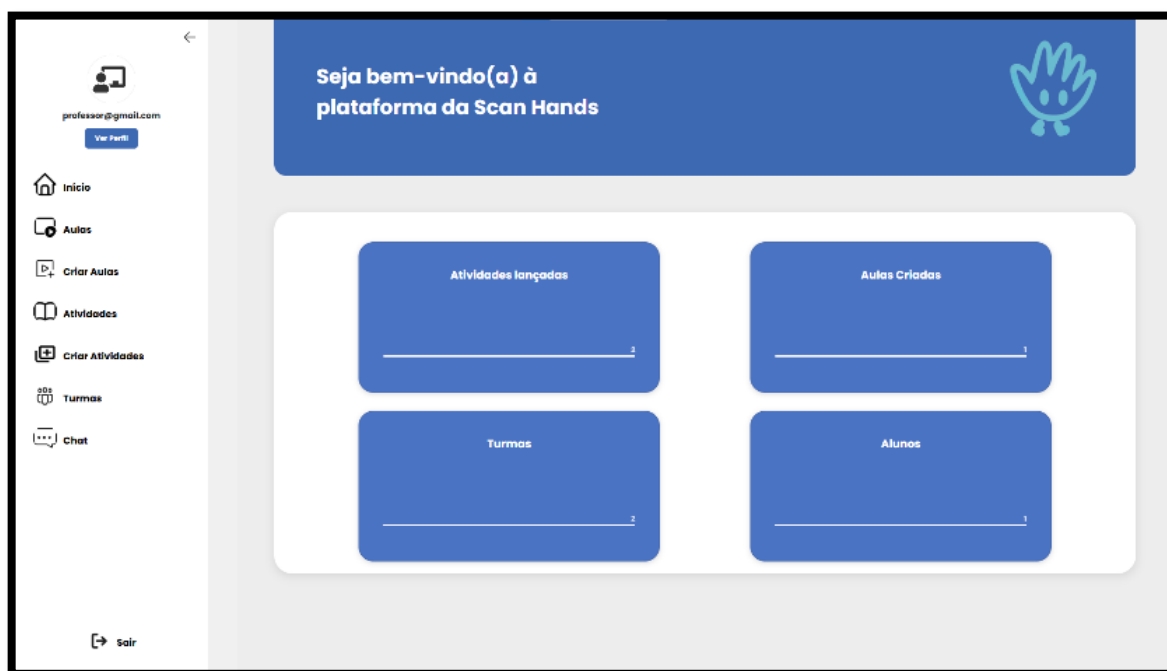 professor@gmail.com
Ver Perfil
Início
Aulas
Criar Aulas
Atividades
Criar Atividades
Turmas
Chat
Sair
Seja bem-vindo(a) à
plataforma da Scan Hands
Atividades lançadas
2
Aulas Criadas
1
Turmas
2
Alunos
1